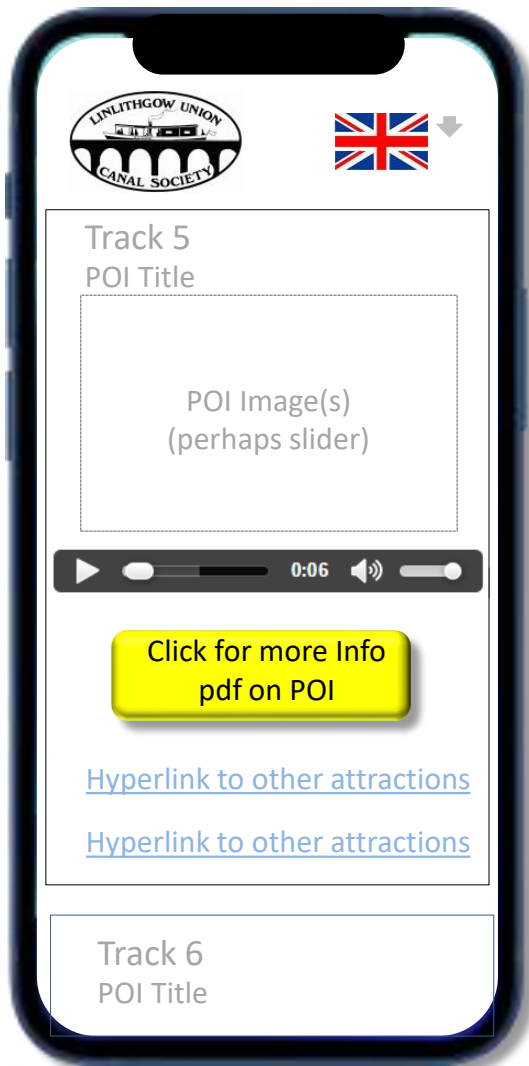 LINLITHGOW UNION
CANAL SOCIETY
Track 5
POI Title
POI Image(s)
(perhaps slider)
0:06
Click for more Info
pdf on POI
Hyperlink to other attractions
Hyperlink to other attractions
Track 6
POI Title